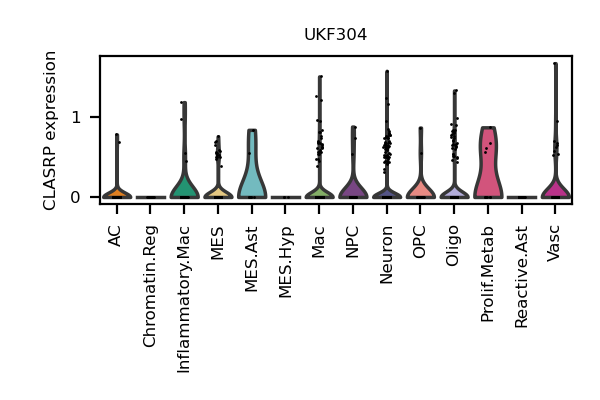 UKF304
CLASRP expression
1
0
AC
Chromatin.Reg
Inflammatory.Mac
MES
MES.Ast
MES.Hyp
Mac
NPC
Neuron
OPC
Oligo
Prolif.Metab
Reactive.Ast
Vasc